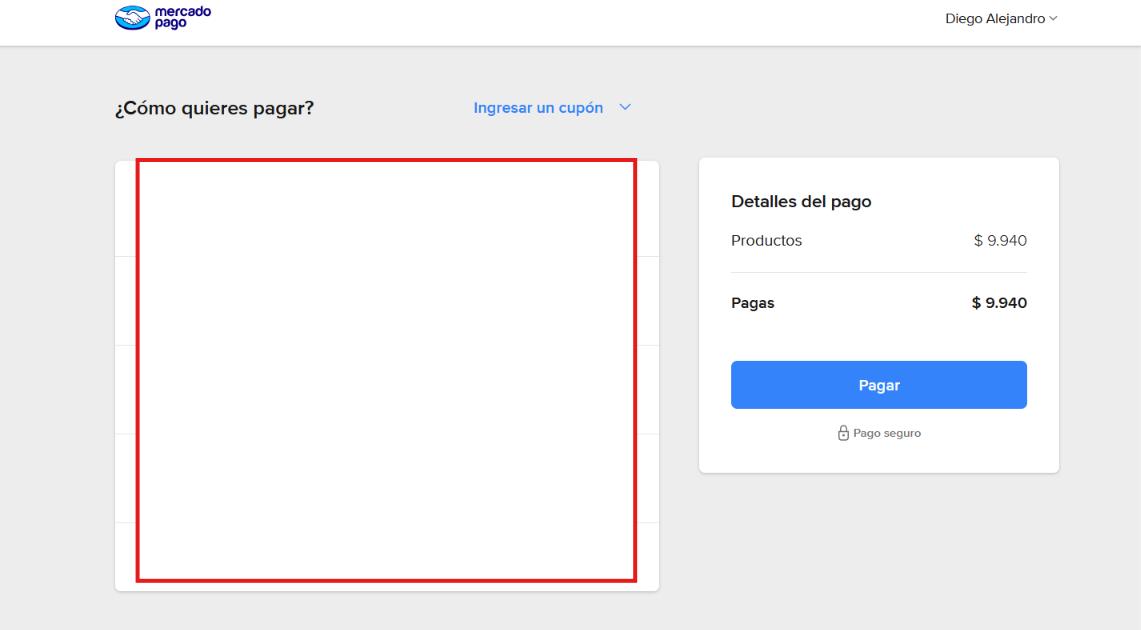 mercado
pago
Diego Alejandro
¿Cómo quieres pagar?
Ingresar un cupón
Detalles del pago
Productos $ 9.940
Pagas $ 9.940
Pagar
Pago seguro